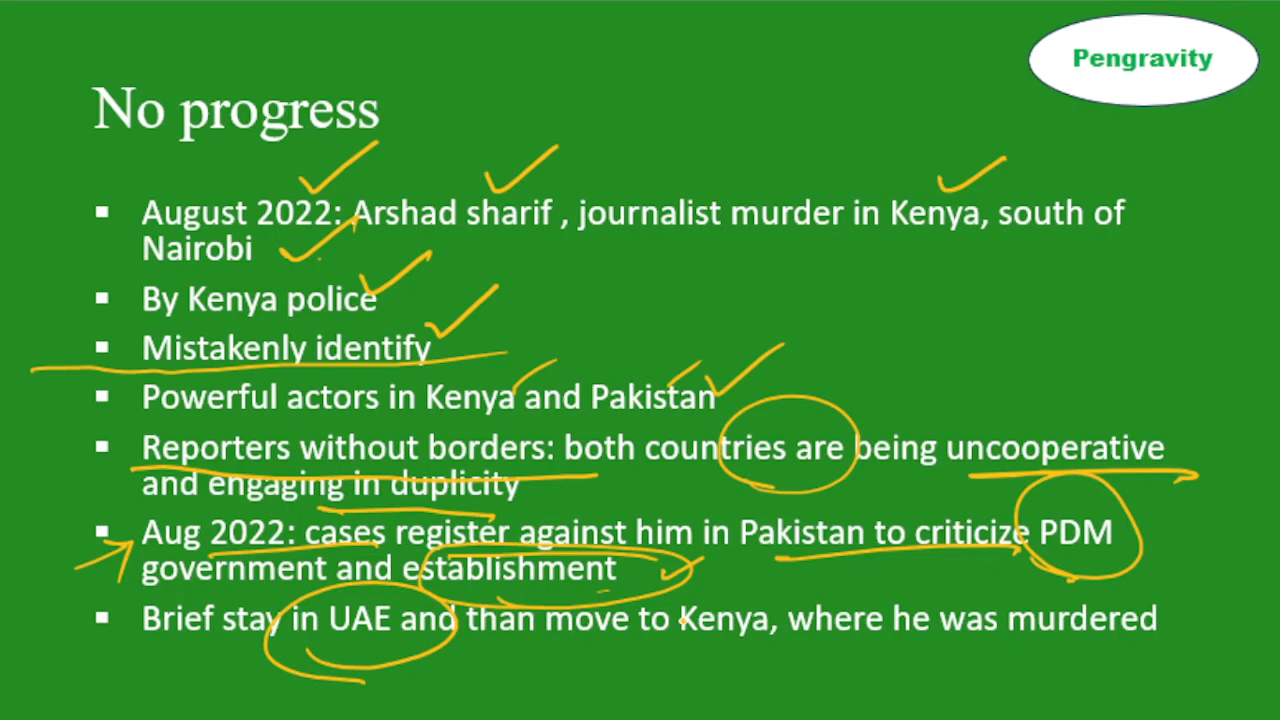 Pengravity
No progress
▪ August 2022: Arshad sharif , journalist murder in Kenya, south of
Nairobi
▪ By Kenya police
▪ Mistakenly identify
▪ Powerful actors in Kenya and Pakistan
▪ Reporters without borders: both countries are being uncooperative
and engaging in duplicity
▪ Aug 2022: cases register against him in Pakistan to criticize PDM
government and establishment
▪ Brief stay in UAE and than move to Kenya, where he was murdered